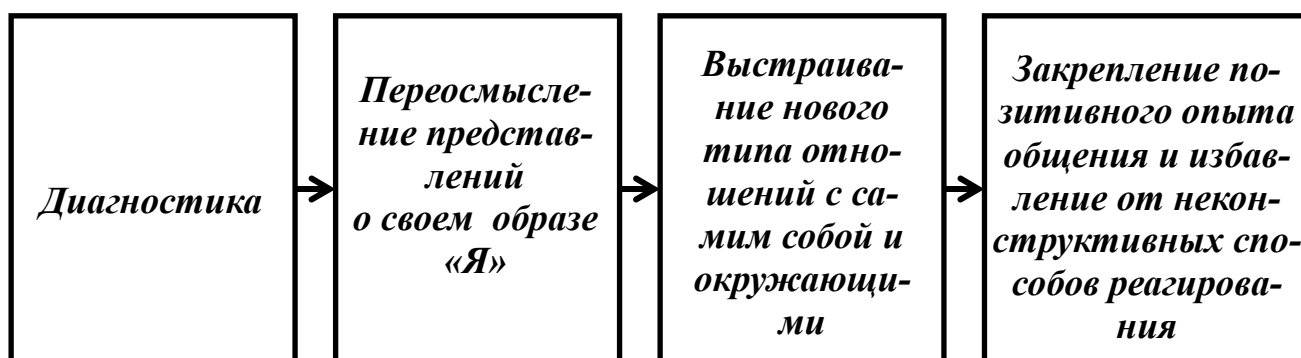 Диагностика
Переосмысле-
ние представ-
лений
о своем образе
«Я»
Выстраива-
ние нового
типа отно-
шений с са-
мим собой и
окружающи-
ми
Закрепление по-
зитивного опыта
общения и избав-
ление от некон-
структивных спо-
собов реагирова-
ния